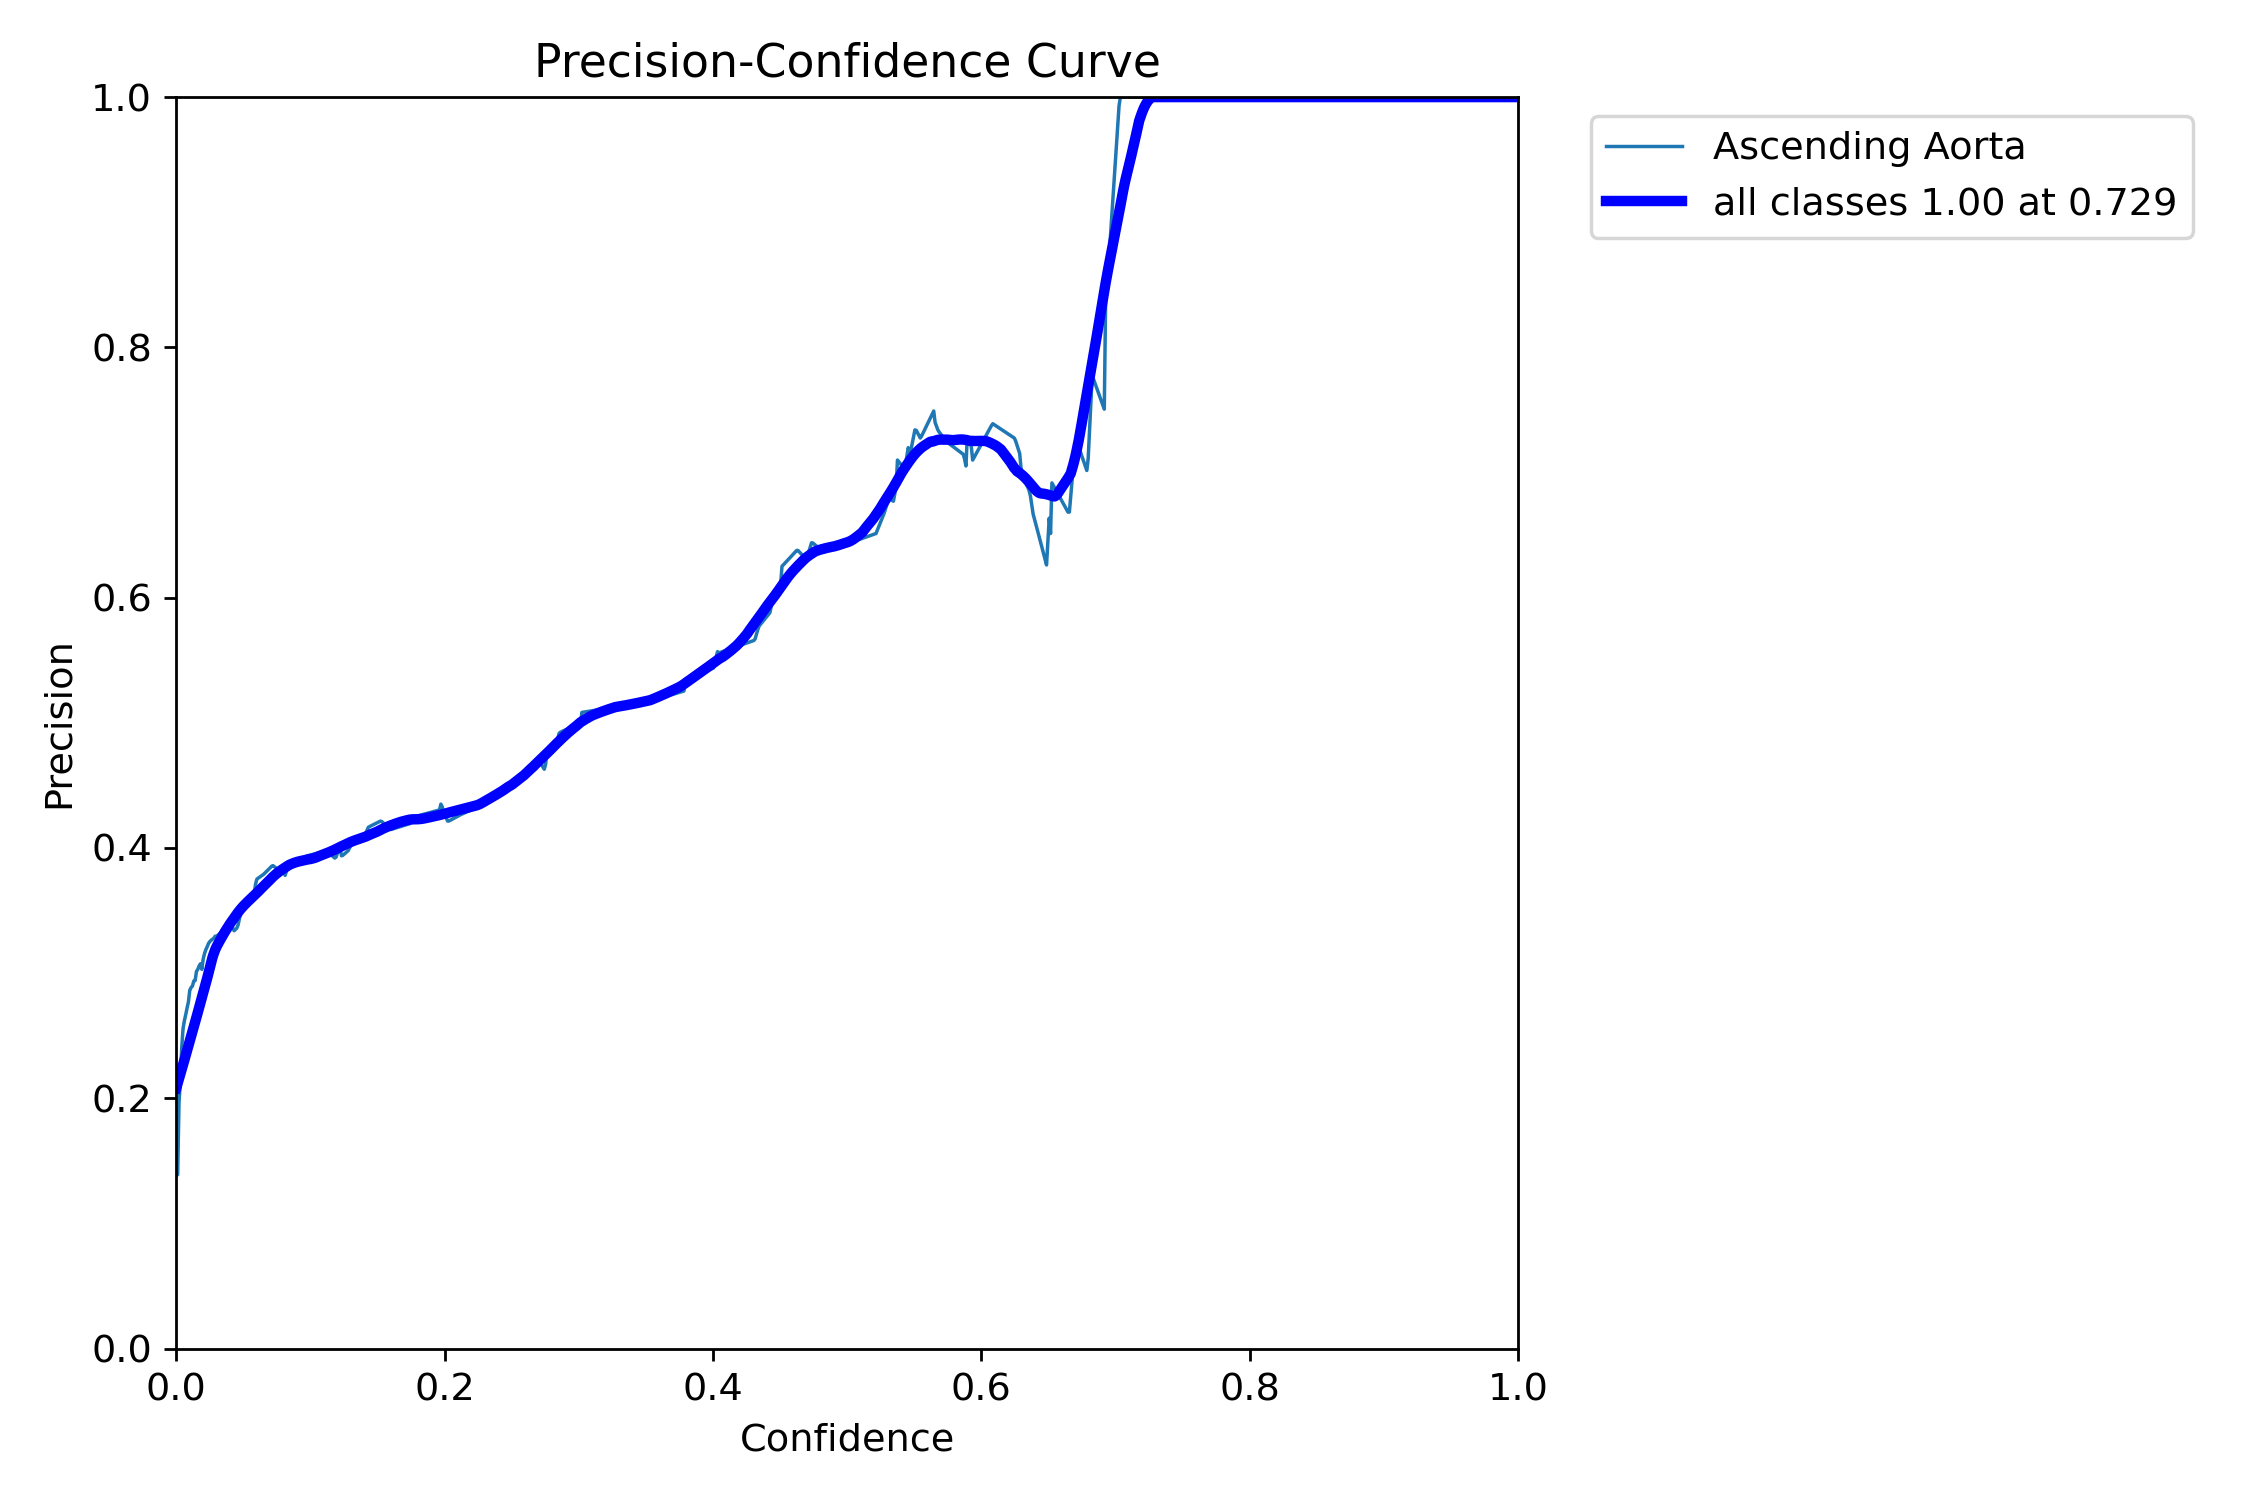 Precision-Confidence Curve
1.0
0.8
0.6
0.4
0.2
0.0
Precision
0.0 0.2 0.4 0.6 0.8 1.0
Confidence
Ascending Aorta
all classes 1.00 at 0.729